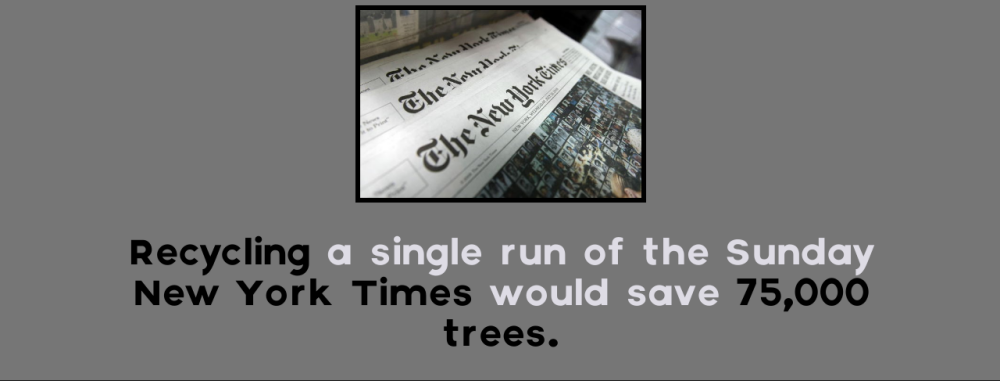 The New York Times
The New York
The New York Times
Recycling a single run of the Sunday
New York Times would save 75,000
trees.